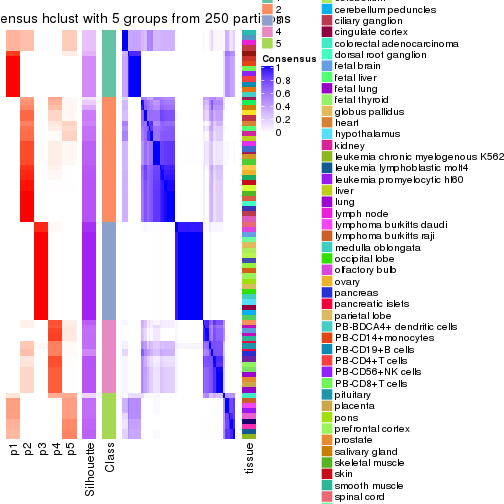 ensus hclust with 5 groups from 250 parti
4
5
Consensus
1
0.8
0.6
0.4
0.2
0
cerebellum peduncles
ciliary ganglion
cingulate cortex
colorectal adenocarcinoma
dorsal root ganglion
fetal brain
fetal liver
fetal lung
fetal thyroid
globus pallidus
heart
hypothalamus
kidney
leukemia chronic myelogenous K562
leukemia lymphoblastic molt4
leukemia promyelocytic hl60
liver
lung
lymph node
lymphoma burkitts daudi
lymphoma burkitts raji
medulla oblongata
occipital lobe
olfactory bulb
ovary
pancreas
pancreatic islets
parietal lobe
PB-BDCA4+ dendritic cells
PB-CD14+monocytes
PB-CD19+B cells
PB-CD4+T cells
PB-CD56+NK cells
PB-CD8+T cells
pituitary
placenta
pons
prefrontal cortex
prostate
salivary gland
skeletal muscle
skin
smooth muscle
spinal cord
p1
p2
p3
p4
p5
Silhouette
Class
tissue